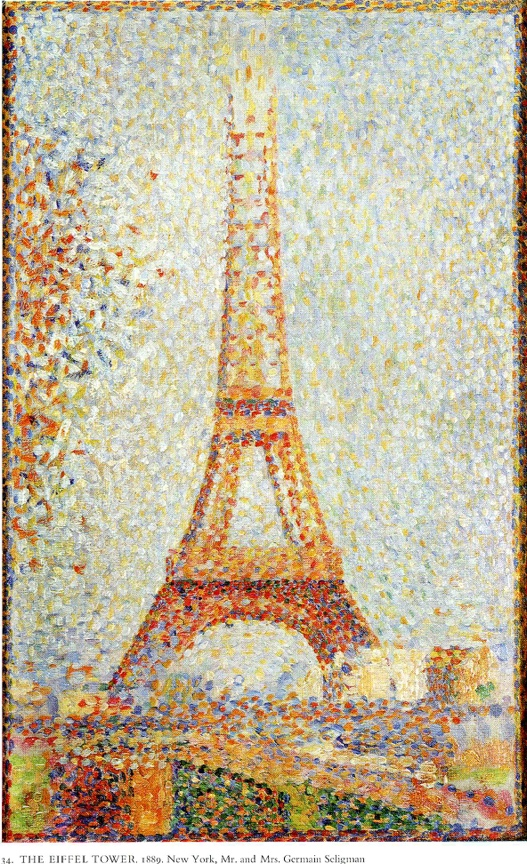 34. THE EIFFEL TOWER. 1889. New York, Mr. and Mrs. Germain Seligman